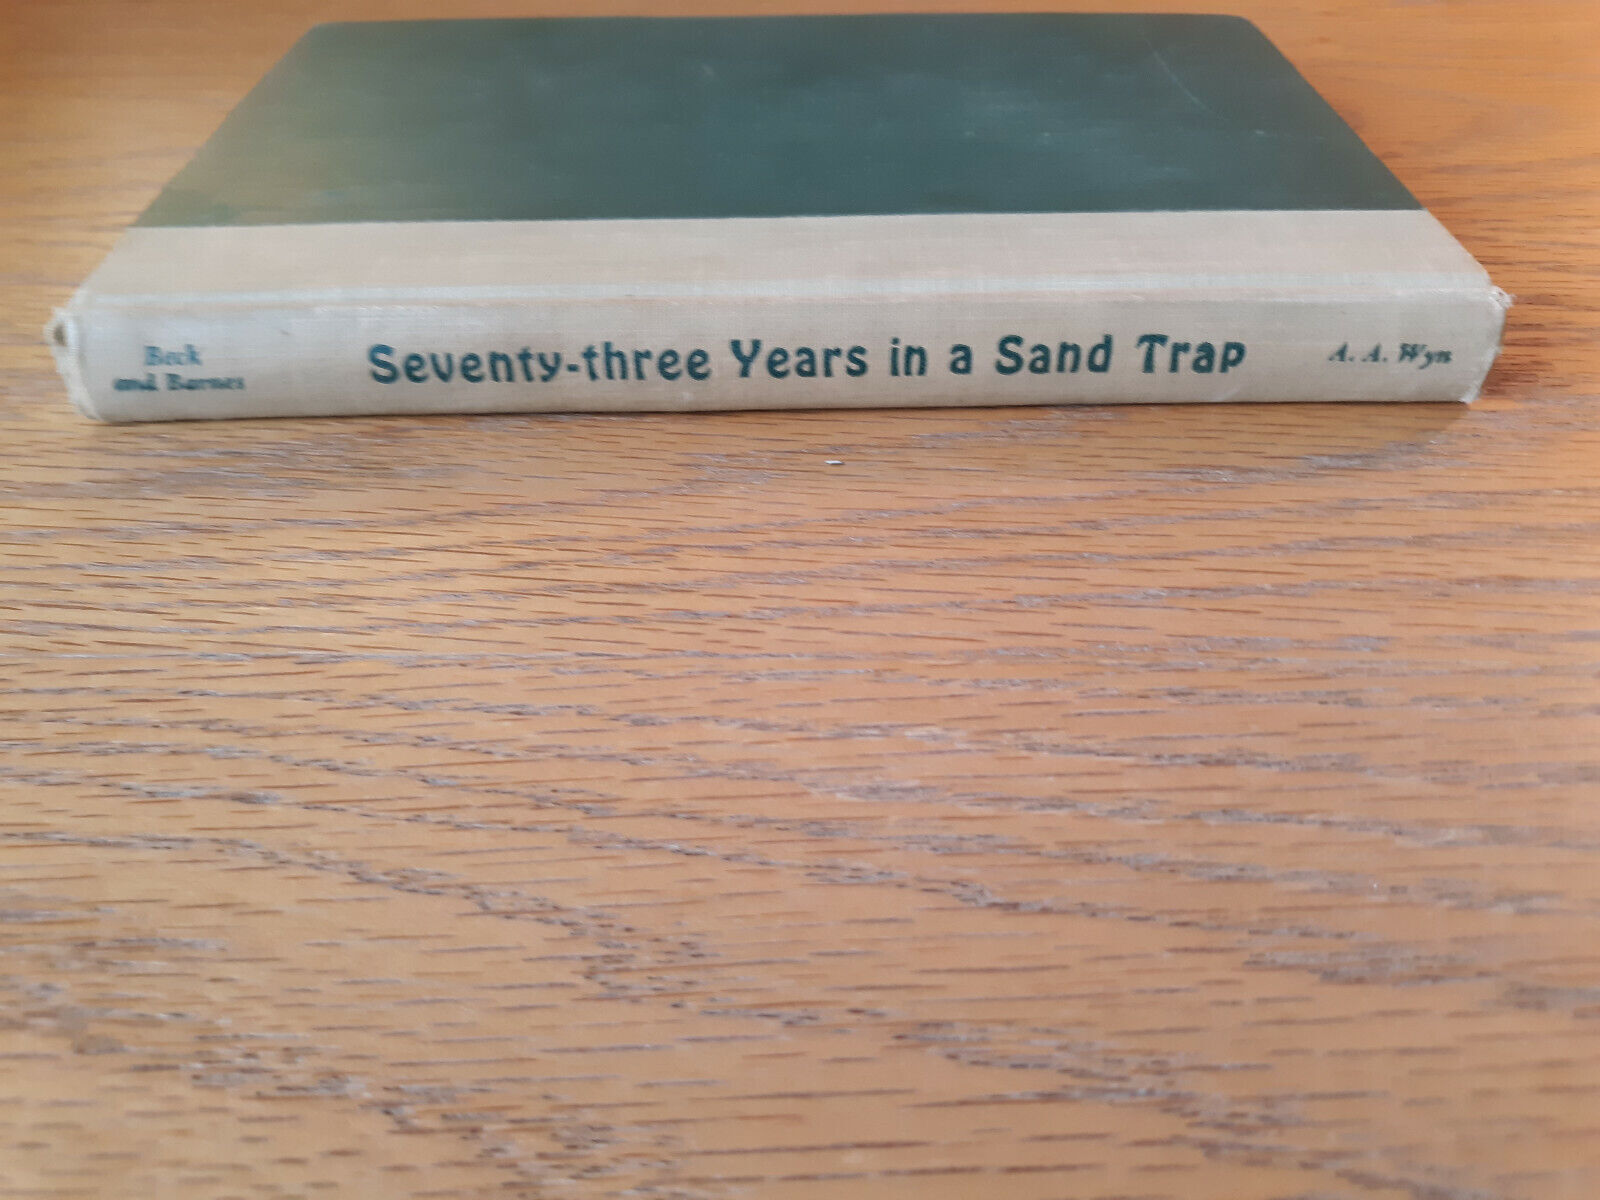 Beck
and Barnes
Seventy-three Years in a Sand Trap
A. A. Wyn